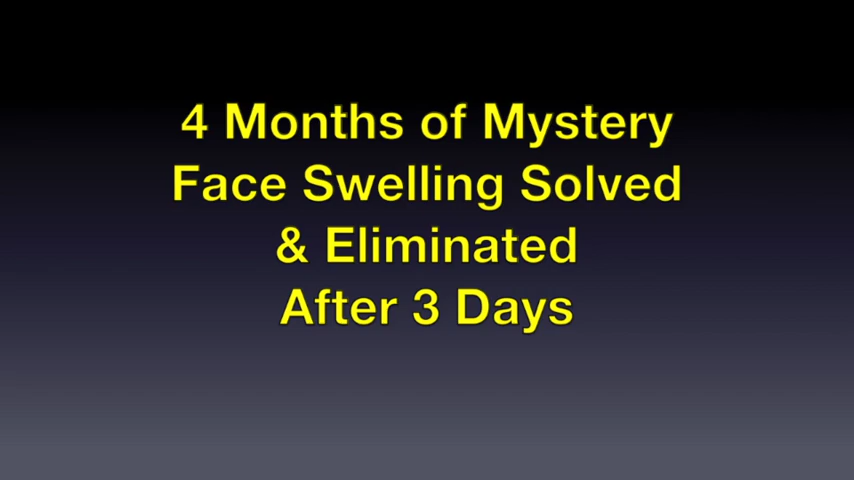 4 Months of Mystery
Face Swelling Solved
& Eliminated
After 3 Days